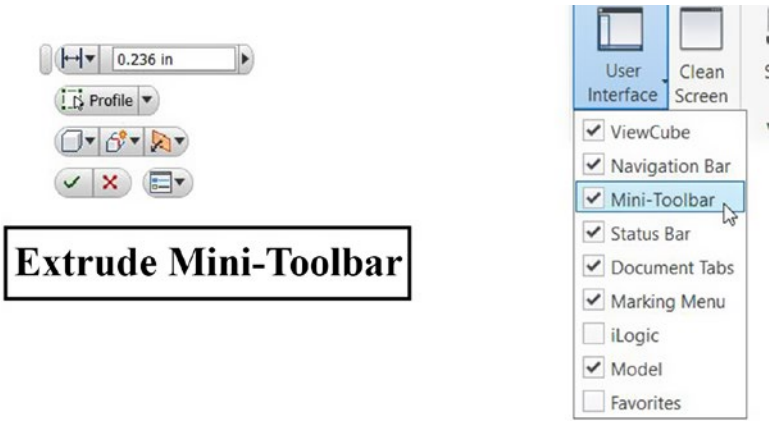 0.236 in
Profile
Extrude Mini-Toolbar
User
Interface
Clean
Screen
ViewCube
Navigation Bar
Mini-Toolbar
Status Bar
Document Tabs
Marking Menu
iLogic
Model
Favorites